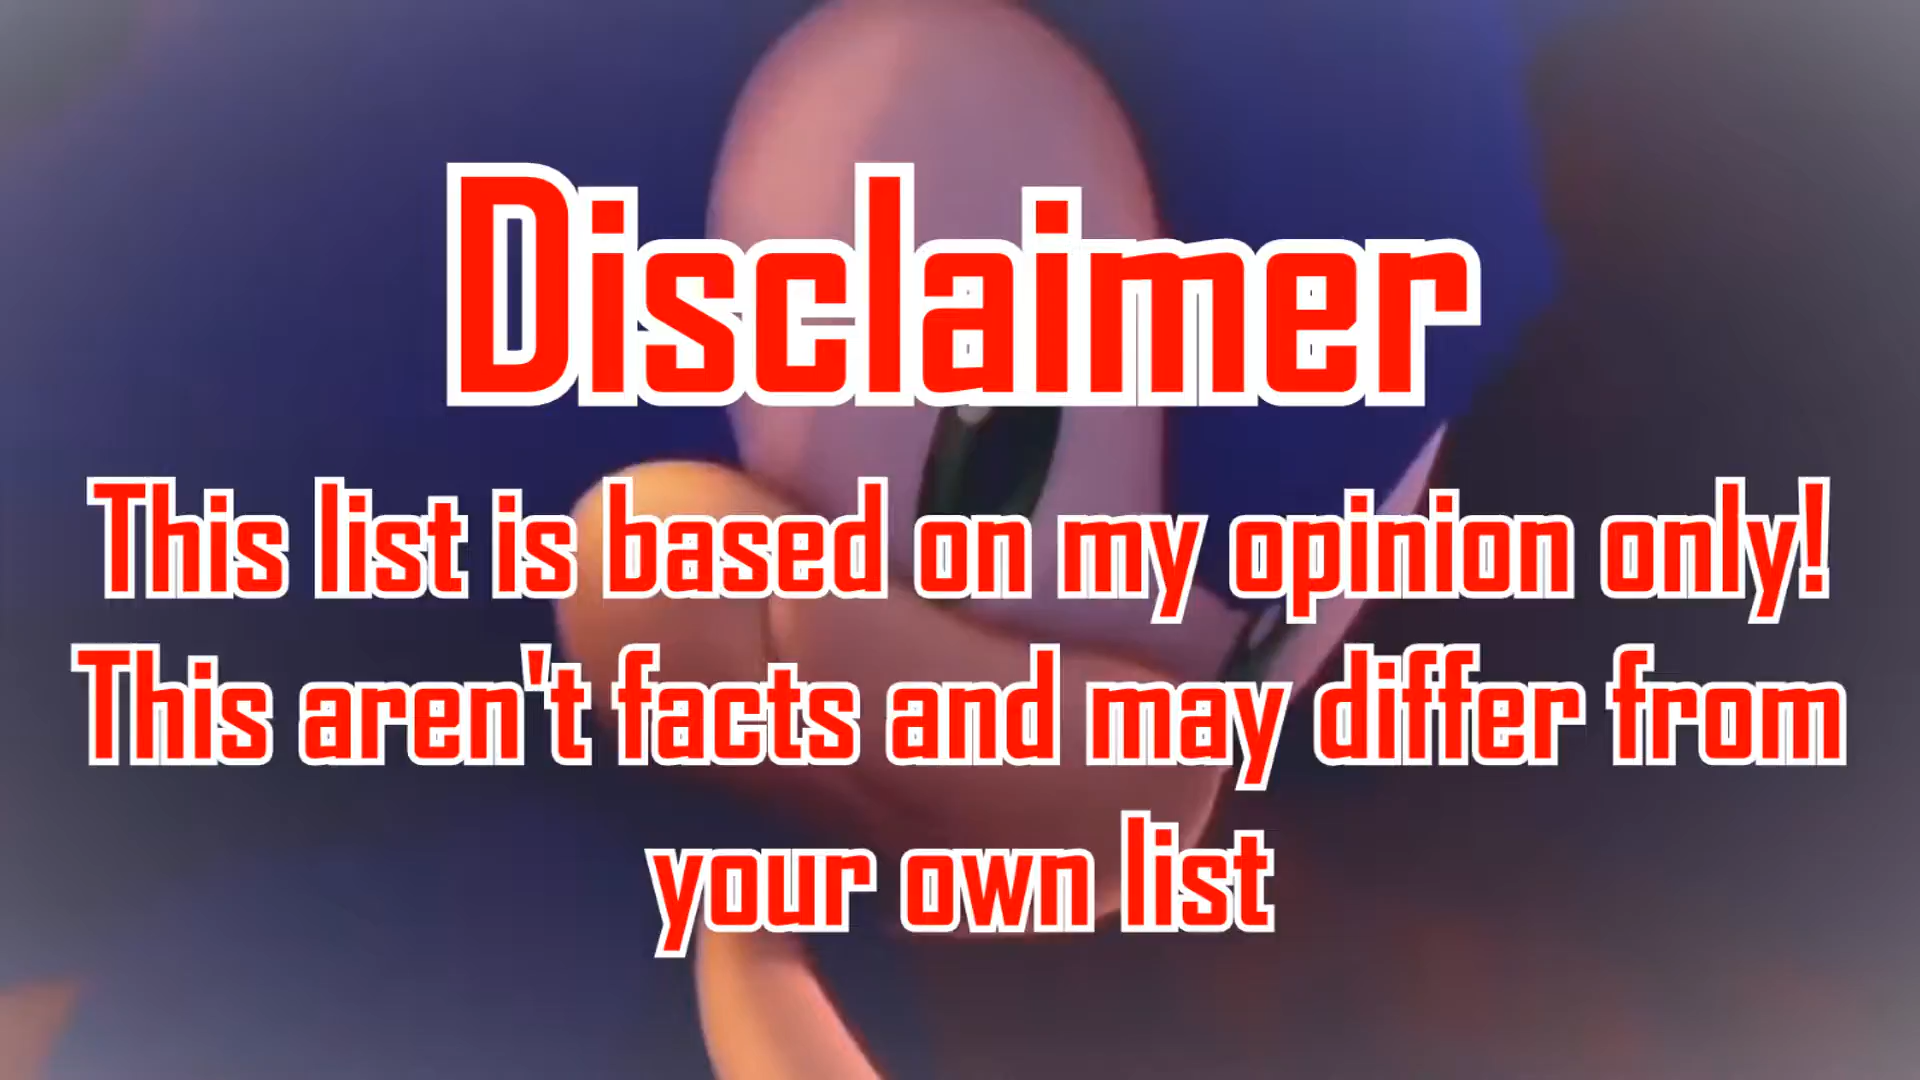 Disclaimer
This list is based on my opinion only!
This aren't facts and may differ from
your own list